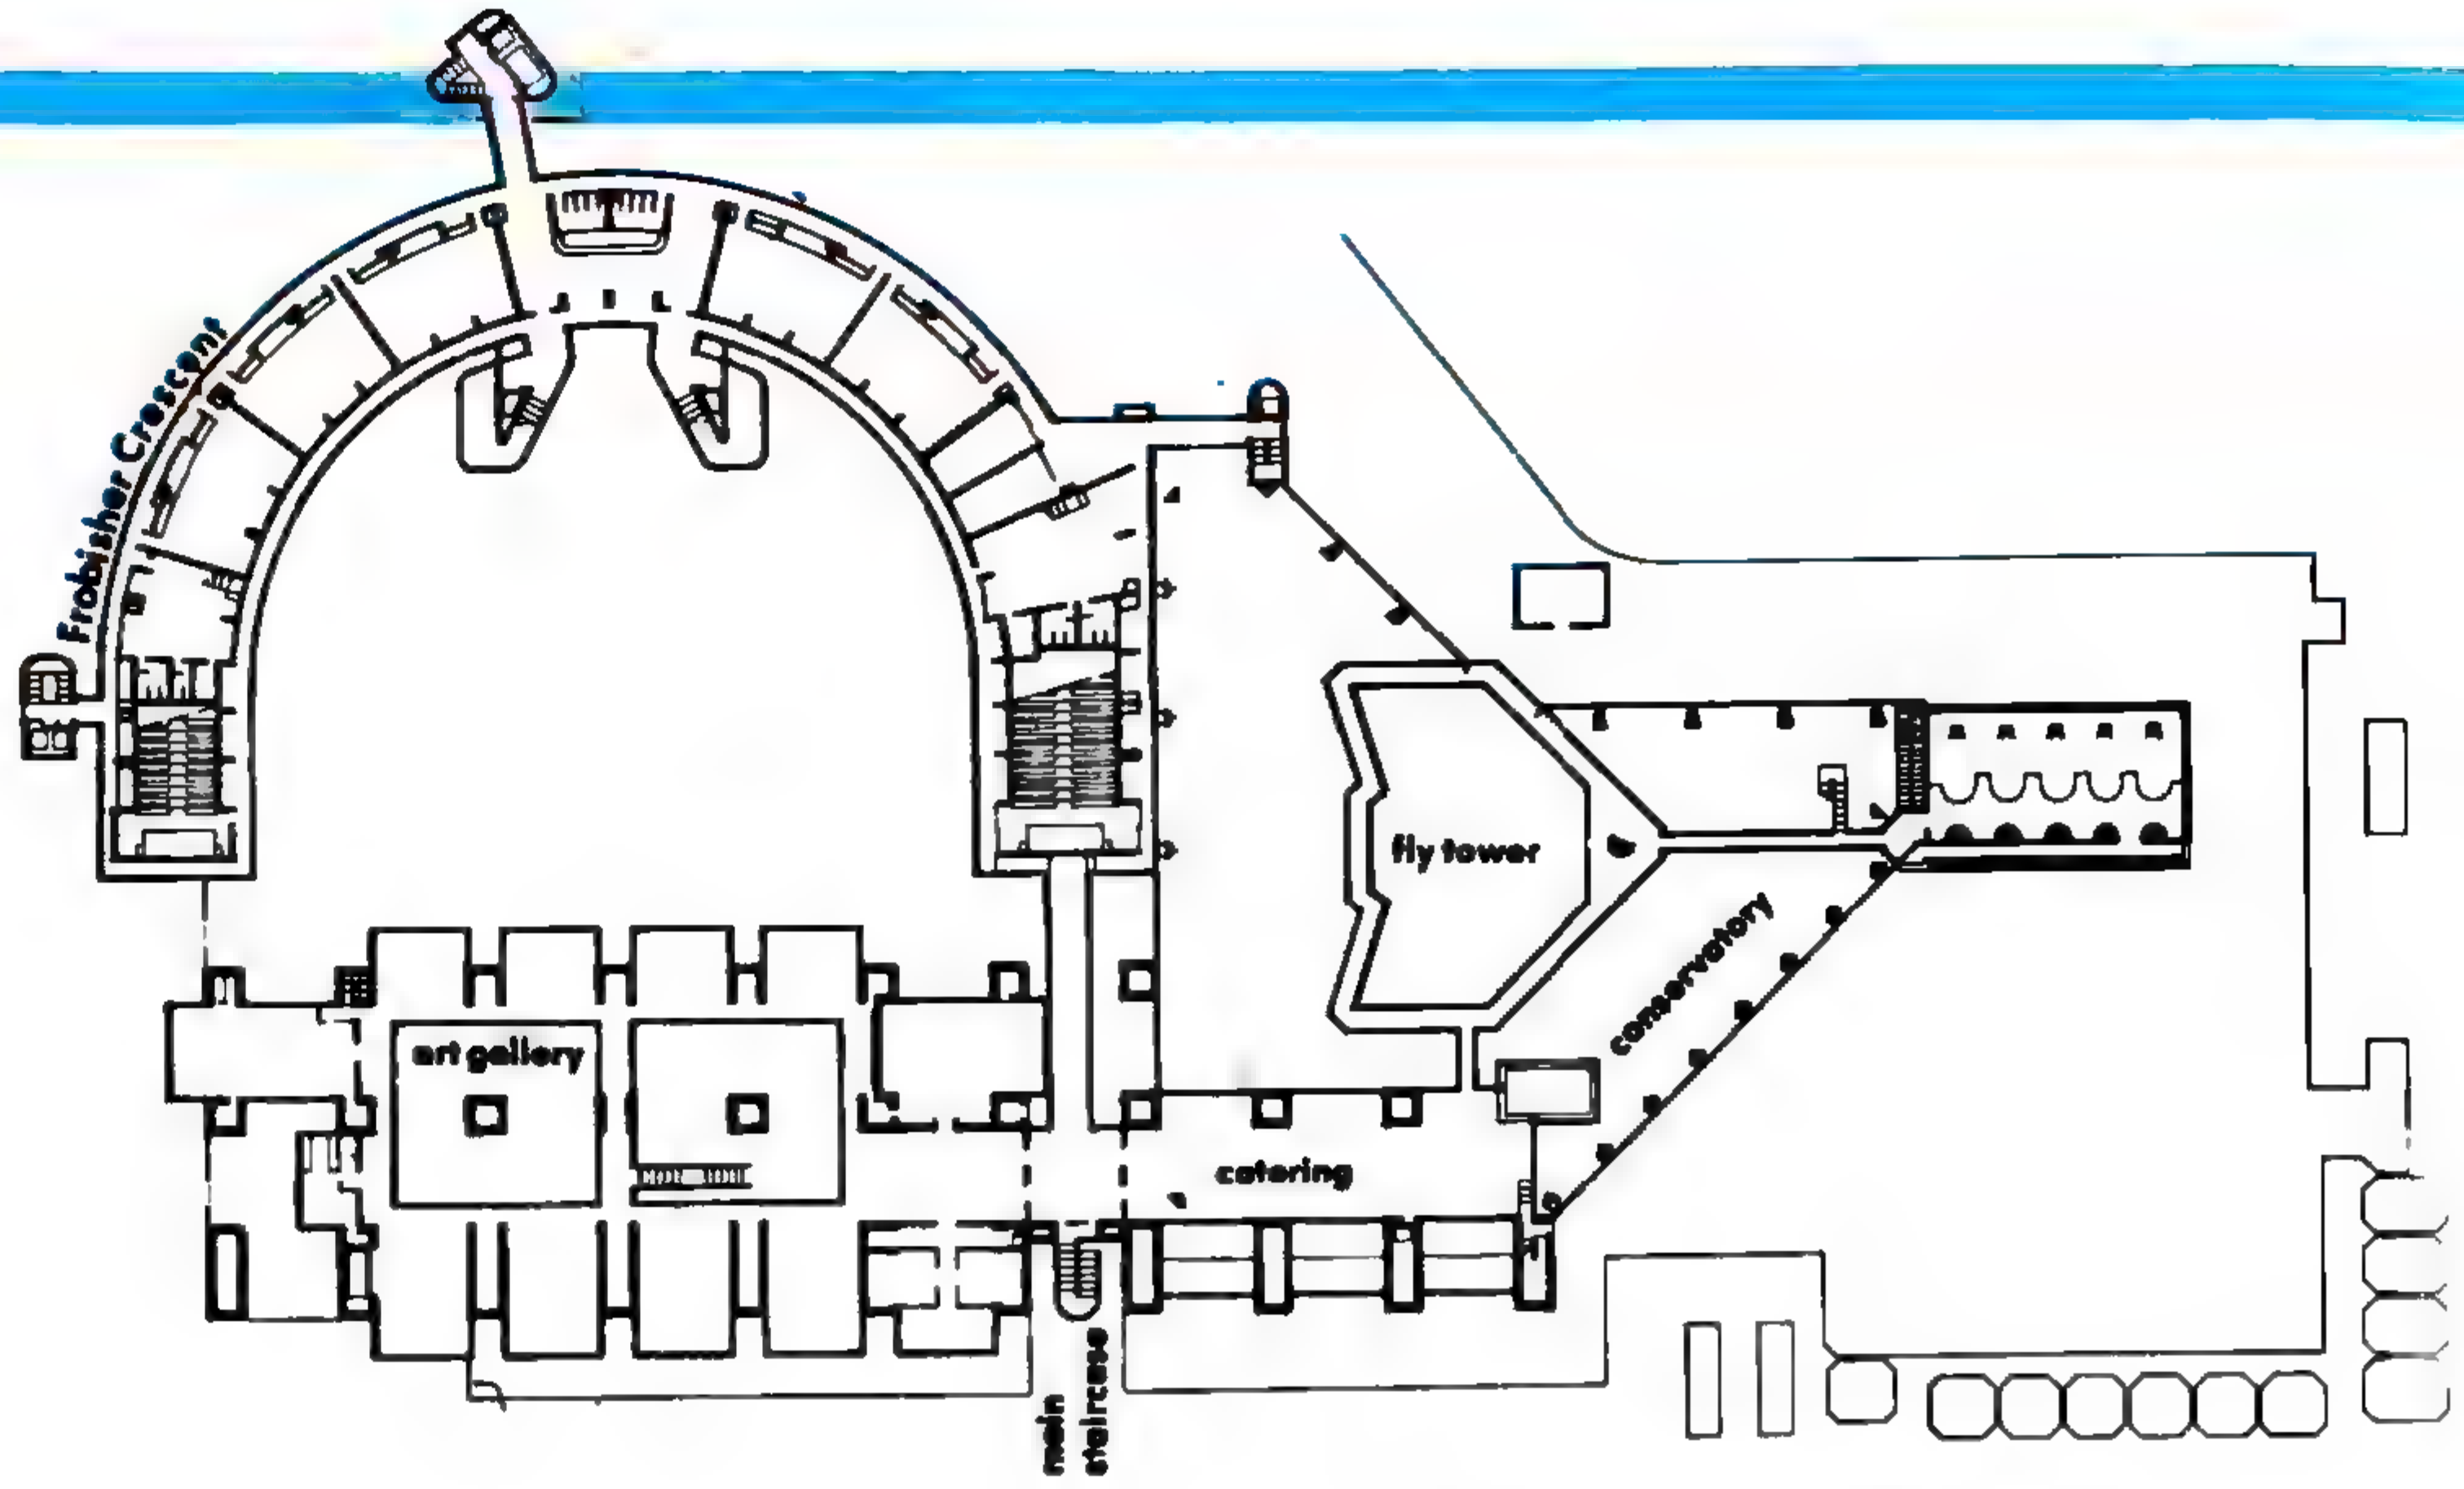 Frobisher Crescent
fly tower
conservatory
art gallery
catering
main
staircase